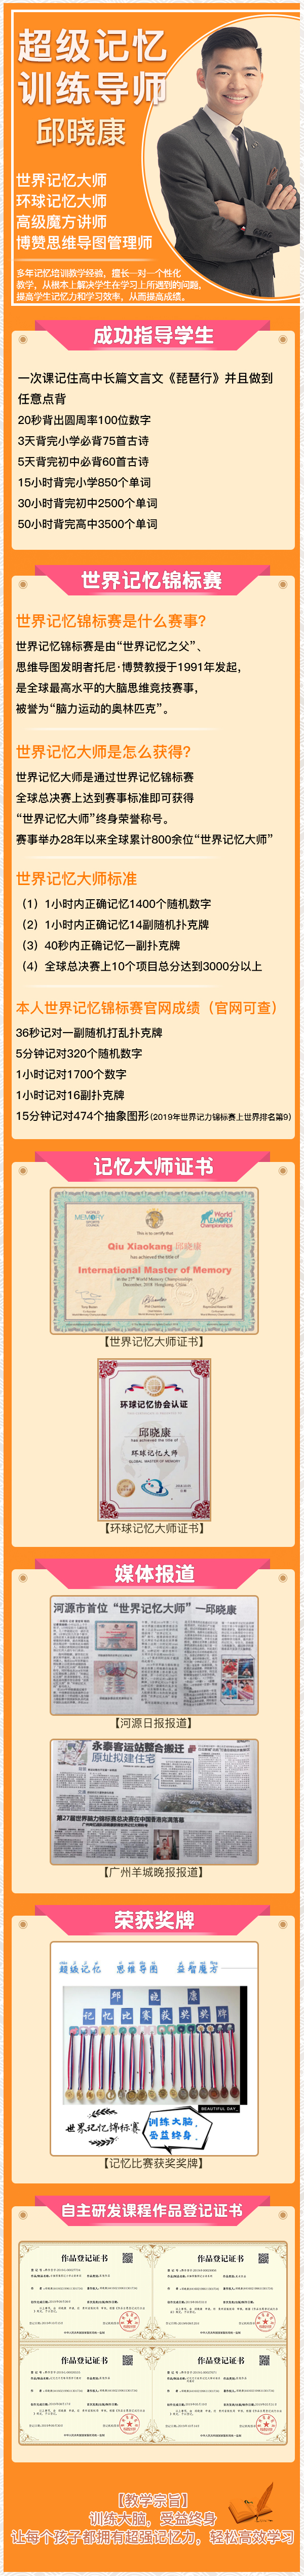 超级记忆
训练导师
邱晓康
世界记忆大师
环球记忆大师
高级魔方讲师
博赞思维导图管理师
多年记忆培训教学经验，擅长一对一个性化
教学，从根本上解决学生在学习上所遇到的问题，
提高学生记忆力和学习效率，从而提高成绩。
成功指导学生
一次课记住高中长篇文言文《琵琶行》并且做到
任意点背
20秒背出圆周率100位数字
3天背完小学必背75首古诗
5天背完初中必背60首古诗
15小时背完小学850个单词
30小时背完初中2500个单词
50小时背完高中3500个单词
世界记忆锦标赛
世界记忆锦标赛是什么赛事?
世界记忆锦标赛是由“世界记忆之父”、
思维导图发明者托尼·博赞教授于1991年发起，
是全球最高水平的大脑思维竞技赛事，
被誉为“脑力运动的奥林匹克”。
世界记忆大师是怎么获得?
世界记忆大师是通过世界记忆锦标赛
全球总决赛上达到赛事标准即可获得
“世界记忆大师”终身荣誉称号。
赛事举办28年以来全球累计800余位“世界记忆大师”
世界记忆大师标准
（1）1小时内正确记忆1400个随机数字
（2）1小时内正确记忆14副随机扑克牌
（3）40秒内正确记忆一副扑克牌
（4）全球总决赛上10个项目总分达到3000分以上
本人世界记忆锦标赛官网成绩（官网可查）
36秒记对一副随机打乱扑克牌
5分钟记对320个随机数字
1小时记对1700个数字
1小时记对16副扑克牌
15分钟记对474个抽象图形(2019年世界记力锦标赛上世界排名第9)
记忆大师证书
This is to certify that
Qiu Xiaokang 邱晓康
has achieved the title of
International Master of Memory
at the 27th World Memory Championships
December, 2018 Hongkong, China
【世界记忆大师证书】
环球记忆协会认证
邱晓康
has achieved the title of
环球记忆大师
GLOBAL MASTER OF MEMORY
【环球记忆大师证书】
媒体报道
河源市首位“世界记忆大师”—邱晓康
【河源日报报道】
永泰客运站整合搬迁
原址拟建住宅
第27届世界脑力锦标赛总决赛在中国香港完满落幕
【广州羊城晚报报道】
荣获奖牌
超级记忆 思维导图 益智魔方
邱 晓 康
记忆比赛获奖奖牌
BEAUTIFUL DAY
世界记忆锦标赛
训练大脑，
受益终身。
【记忆比赛获奖奖牌】
自主研发课程作品登记证书
作品登记证书
作品登记证书
作品登记证书
作品登记证书
【教学宗旨】
训练大脑，受益终身
让每个孩子都拥有超强记忆力，轻松高效学习